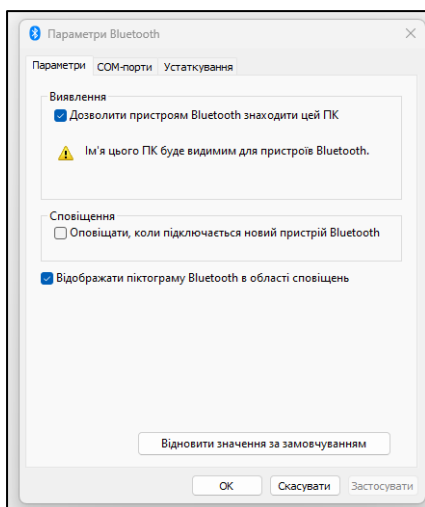 Параметри Bluetooth
Параметри COM-порти Устаткування
Виявлення
Дозволити пристроям Bluetooth знаходити цей ПК
Ім'я цього ПК буде видимим для пристроїв Bluetooth.
Сповіщення
Оповіщати, коли підключається новий пристрій Bluetooth
Відображати піктограму Bluetooth в області сповіщень
Відновити значення за замовчуванням
ОК Скасувати Застосувати